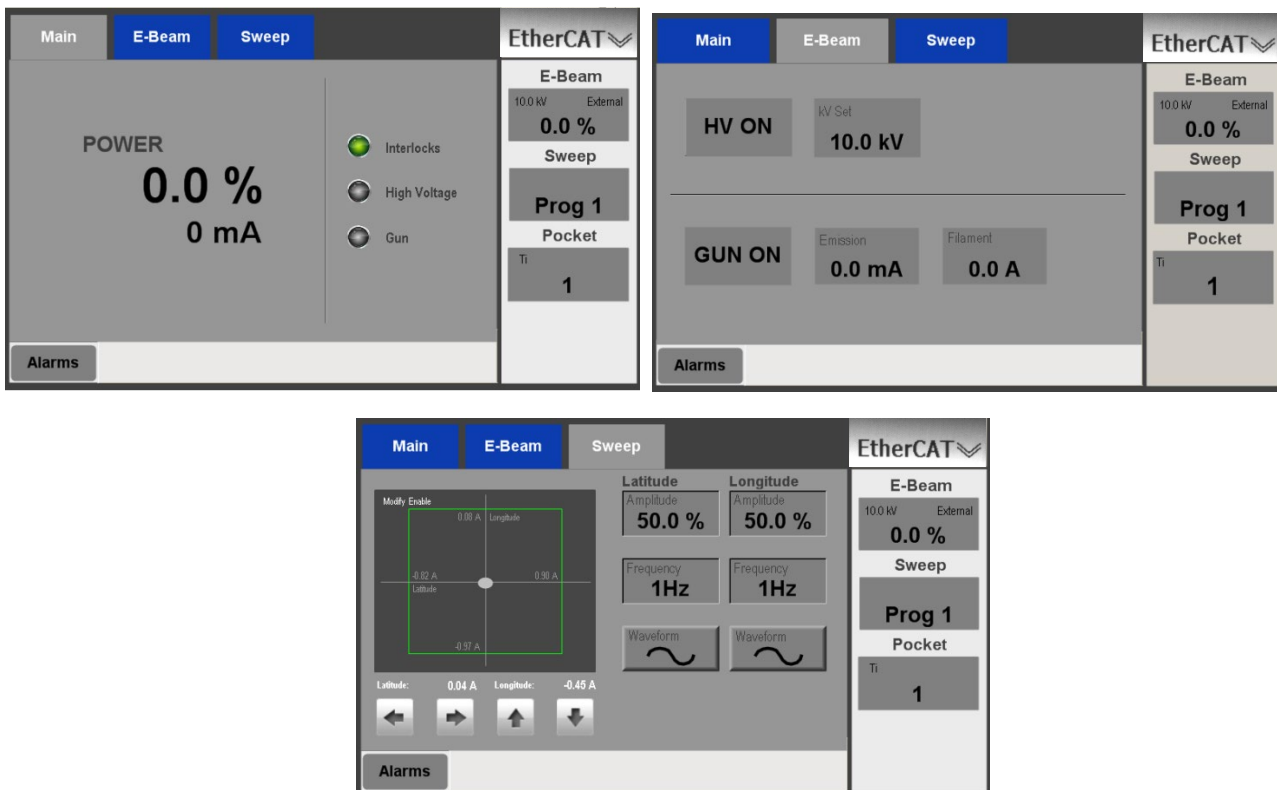 Main E-Beam Sweep EtherCAT
E-Beam
10.0 kV External
0.0 %
Sweep
Prog 1
Pocket
Ti
1
POWER
0.0 %
0 mA
Interlocks
High Voltage
Gun
Alarms
Main E-Beam Sweep EtherCAT
HV ON
kV Set
10.0 kV
GUN ON
Emission
0.0 mA
Filament
0.0 A
E-Beam
10.0 kV External
0.0 %
Sweep
Prog 1
Pocket
Ti
1
Alarms
Main E-Beam Sweep EtherCAT
Modify Enable
0.08 A Longitude
-0.82 A 0.90 A
Latitude
-0.97 A
Latitude: 0.04 A Longitude: -0.45 A
Latitude Longitude
Amplitude Amplitude
50.0 % 50.0 %
Frequency Frequency
1Hz 1Hz
Waveform Waveform
E-Beam
10.0 kV External
0.0 %
Sweep
Prog 1
Pocket
Ti
1
Alarms